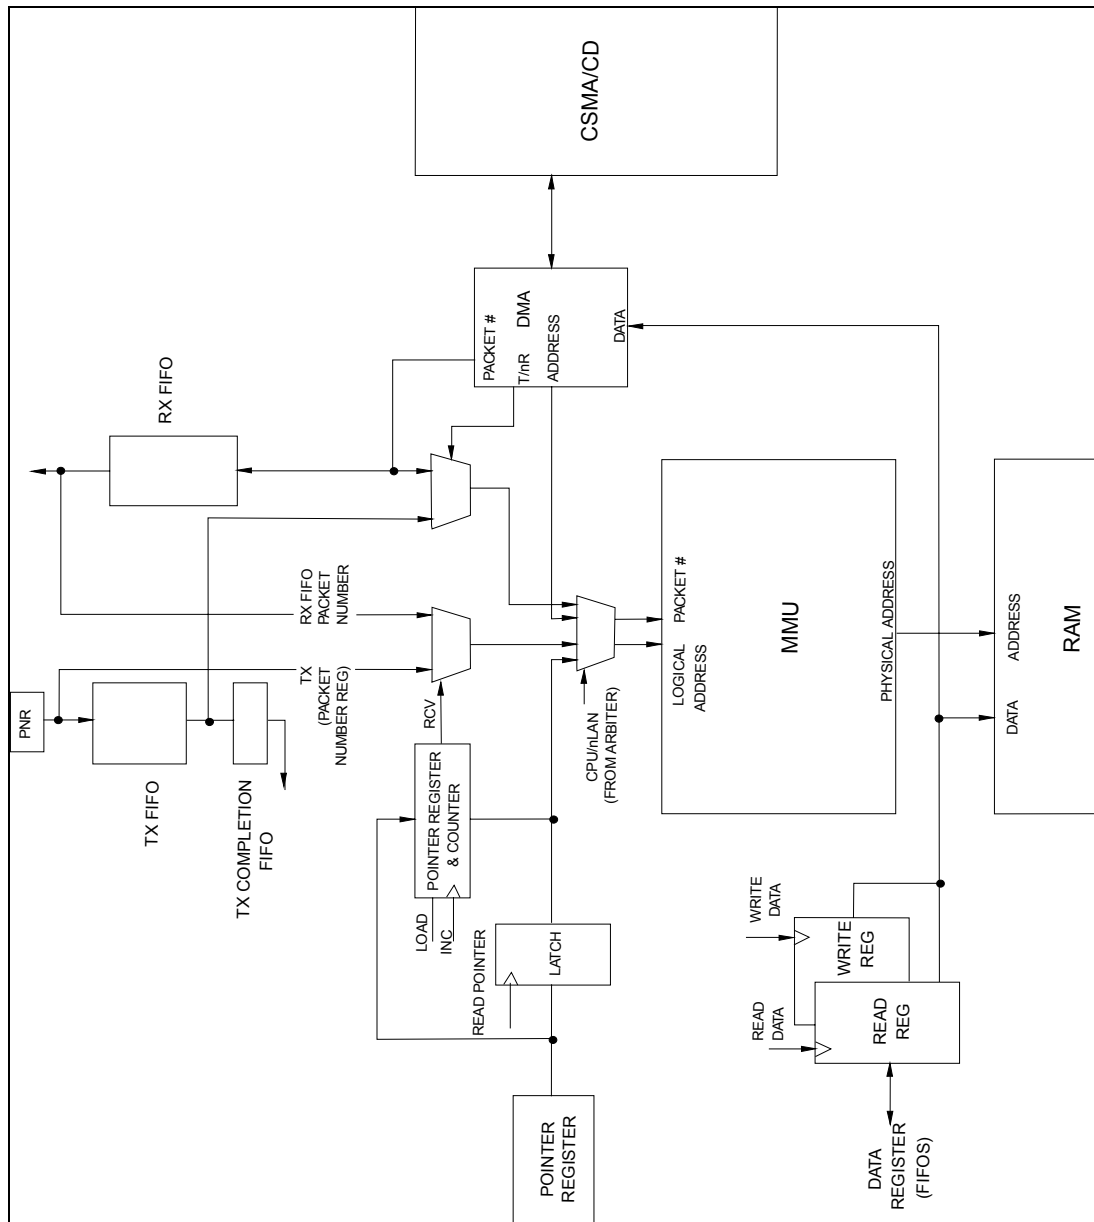 CSMA/CD
PACKET #
T/nR
DMA
ADDRESS
DATA
RX FIFO
RX FIFO
PACKET
NUMBER
TX
(PACKET
NUMBER REG)
PNR
TX FIFO
TX COMPLETION
FIFO
RCV
POINTER REGISTER
& COUNTER
LOAD
INC
CPU/nLAN
(FROM ARBITER)
PACKET #
LOGICAL
ADDRESS
MMU
PHYSICAL ADDRESS
ADDRESS
DATA
RAM
READ POINTER
LATCH
POINTER
REGISTER
WRITE
DATA
WRITE
REG
READ
DATA
READ
REG
DATA
REGISTER
(FIFOS)